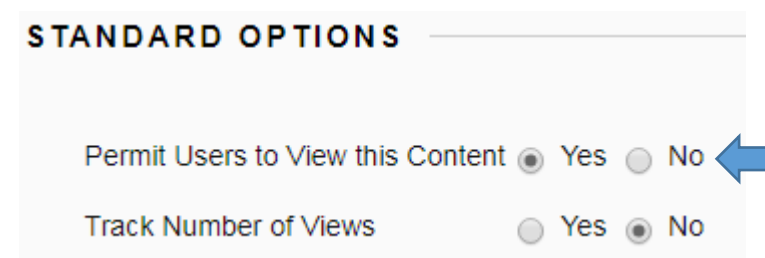 STANDARD OPTIONS
Permit Users to View this Content Yes No
Track Number of Views Yes No